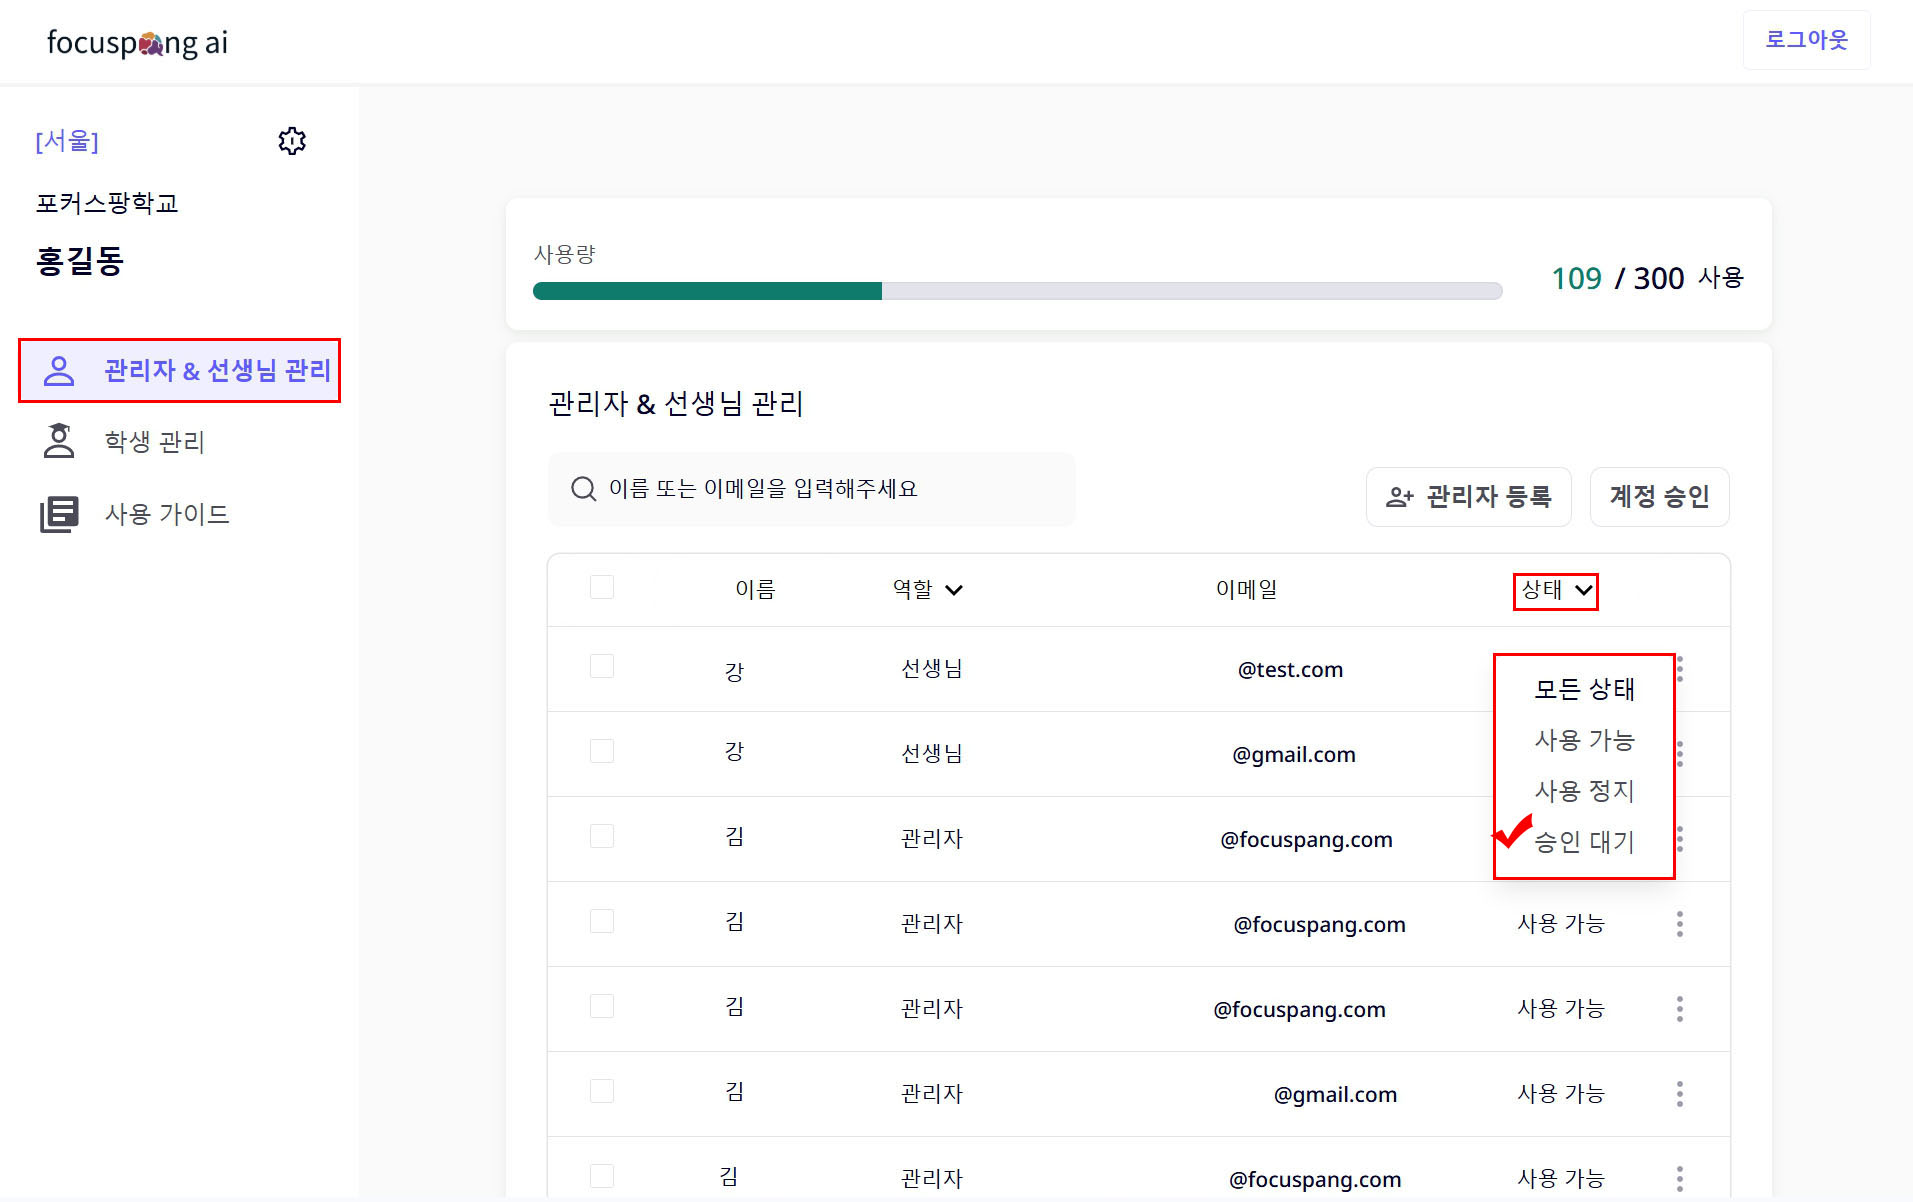 focuspang ai
로그아웃
[서울]
포커스팡학교
홍길동
관리자 & 선생님 관리
학생 관리
사용 가이드
사용량
109 / 300 사용
관리자 & 선생님 관리
이름 또는 이메일을 입력해주세요
관리자 등록
계정 승인
이름 역할 이메일 상태
강 선생님 @test.com
강 선생님 @gmail.com
김 관리자 @focuspang.com
모든 상태
사용 가능
사용 정지
승인 대기
김 관리자 @focuspang.com 사용 가능
김 관리자 @focuspang.com 사용 가능
김 관리자 @gmail.com 사용 가능
김 관리자 @focuspang.com 사용 가능